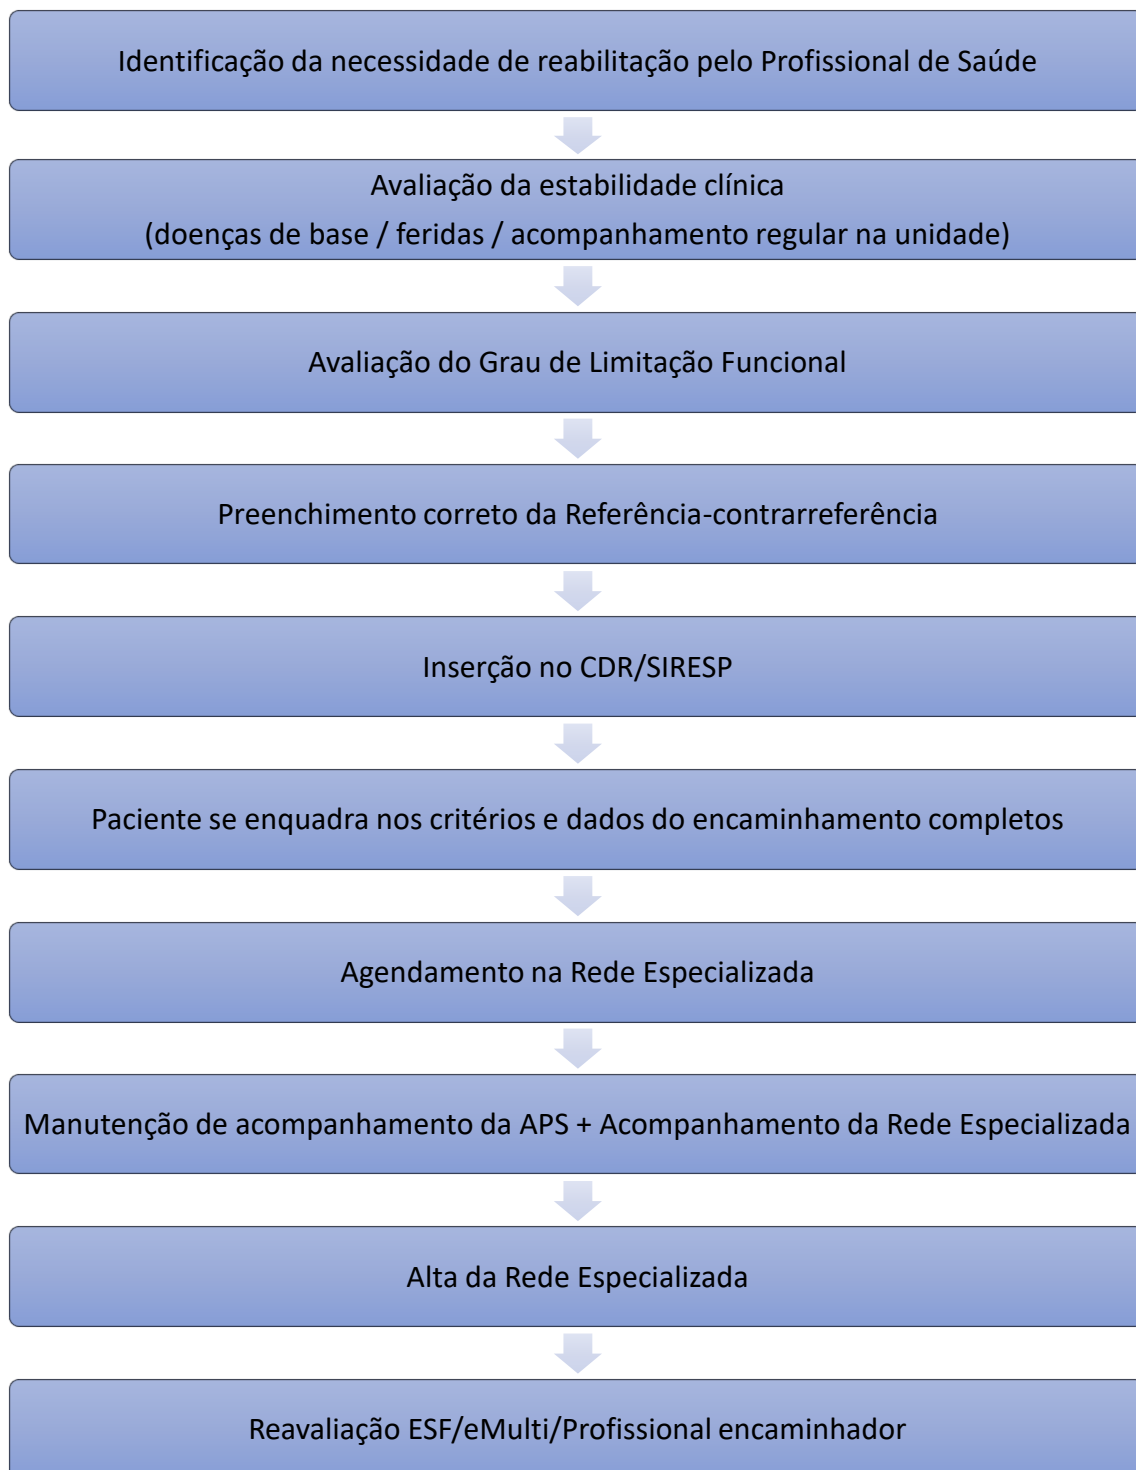 Identificação da necessidade de reabilitação pelo Profissional de Saúde
Avaliação da estabilidade clínica
(doenças de base / feridas / acompanhamento regular na unidade)
Avaliação do Grau de Limitação Funcional
Preenchimento correto da Referência-contrarreferência
Inserção no CDR/SIRESP
Paciente se enquadra nos critérios e dados do encaminhamento completos
Agendamento na Rede Especializada
Manutenção de acompanhamento da APS + Acompanhamento da Rede Especializada
Alta da Rede Especializada
Reavaliação ESF/eMulti/Profissional encaminhador